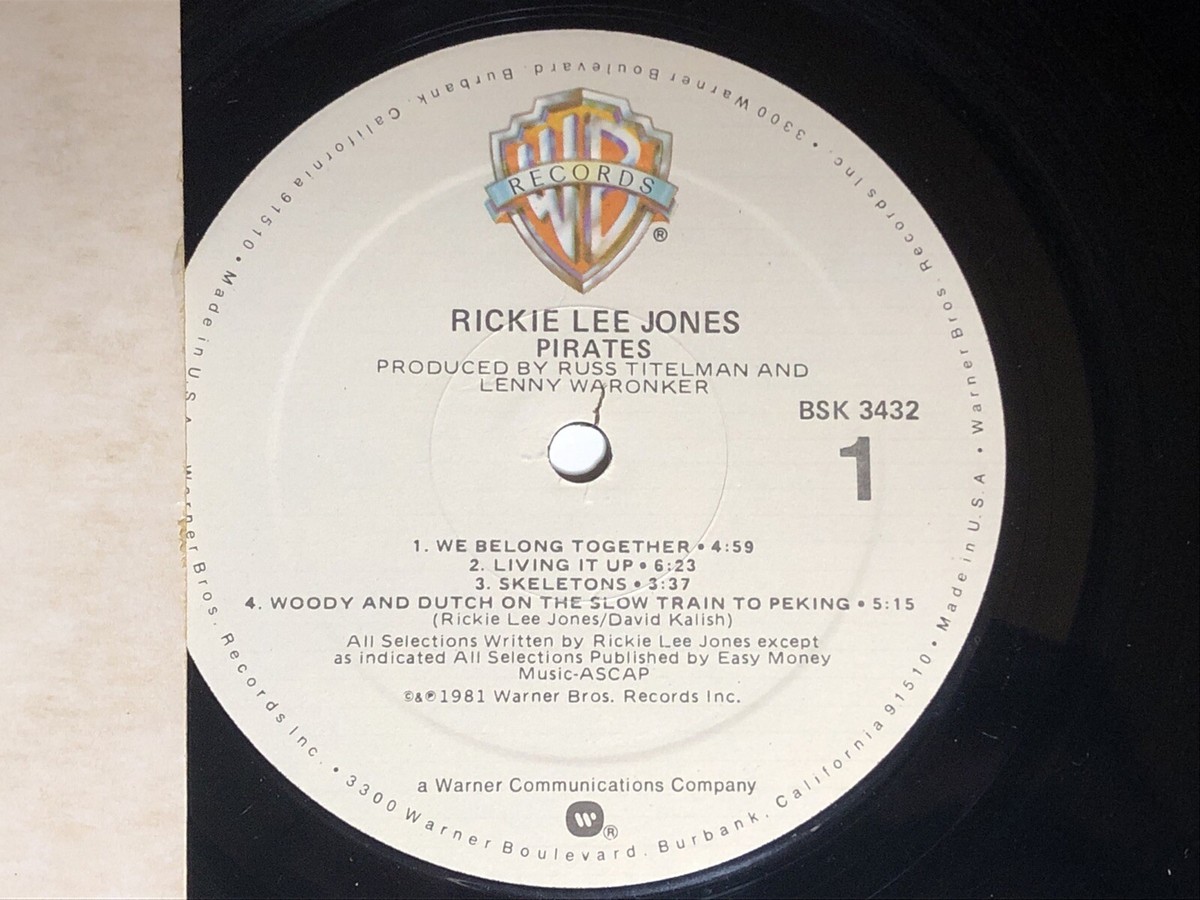 WB
RECORDS
®
RICKIE LEE JONES
PIRATES
PRODUCED BY RUSS TITELMAN AND
LENNY WARONKER
BSK 3432
1
1. WE BELONG TOGETHER • 4:59
2. LIVING IT UP • 6:23
3. SKELETONS • 3:37
4. WOODY AND DUTCH ON THE SLOW TRAIN TO PEKING • 5:15
(Rickie Lee Jones/David Kalish)
All Selections Written by Rickie Lee Jones except
as indicated All Selections Published by Easy Money
Music-ASCAP
©&℗1981 Warner Bros. Records Inc.
a Warner Communications Company
W®
Warner Bros. Records Inc. • 3300 Warner Boulevard. Burbank, California 91510 • Made in U.S.A. • Warner Bros. Records Inc. • 3300 Warner Boulevard. Burbank, California 91510 • Made in U.S.A